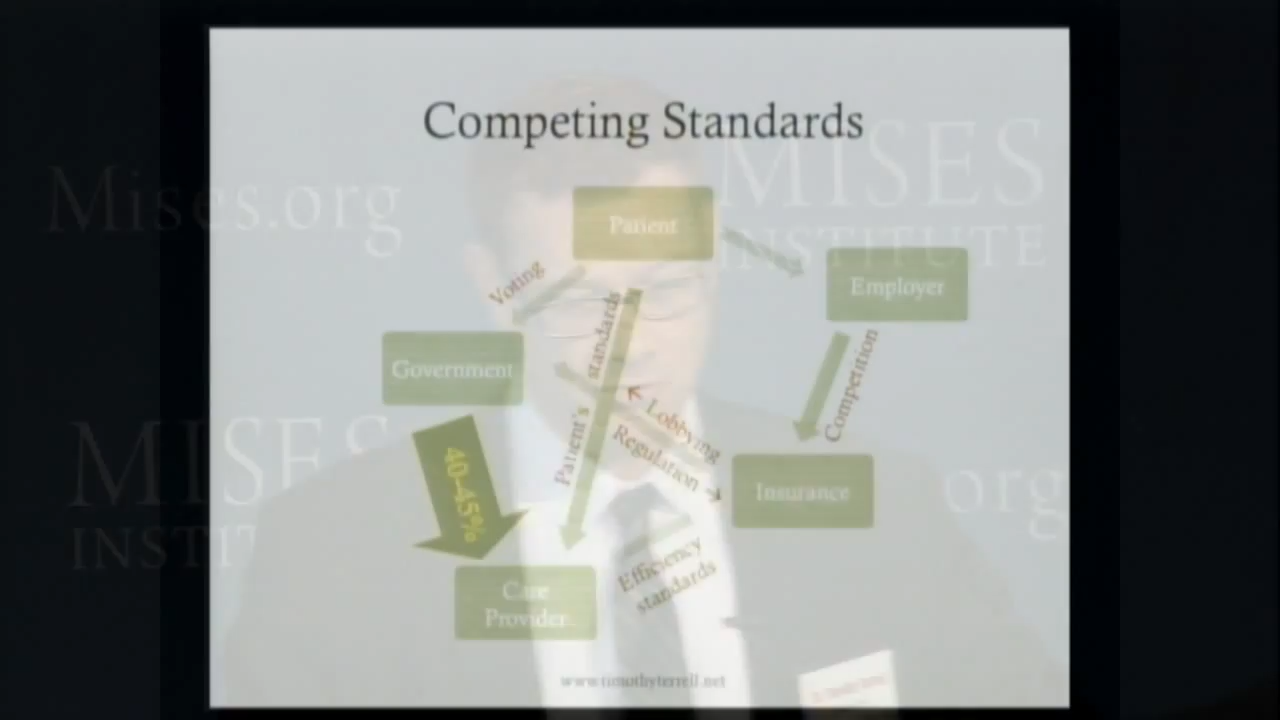 Competing Standards
Mises.org
MISES
INSTITUTE
Patient
Employer
Voting
Government
Patient's standards
Lobbying
Regulation
Competition
40-45%
Insurance
MISES
INSTIT
org
Efficiency
standards
Care
Provider
www.timothyterrell.net